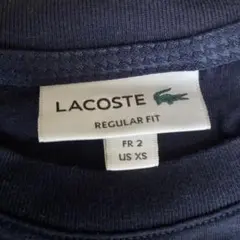 LACOSTE
REGULAR FIT
FR 2
US XS